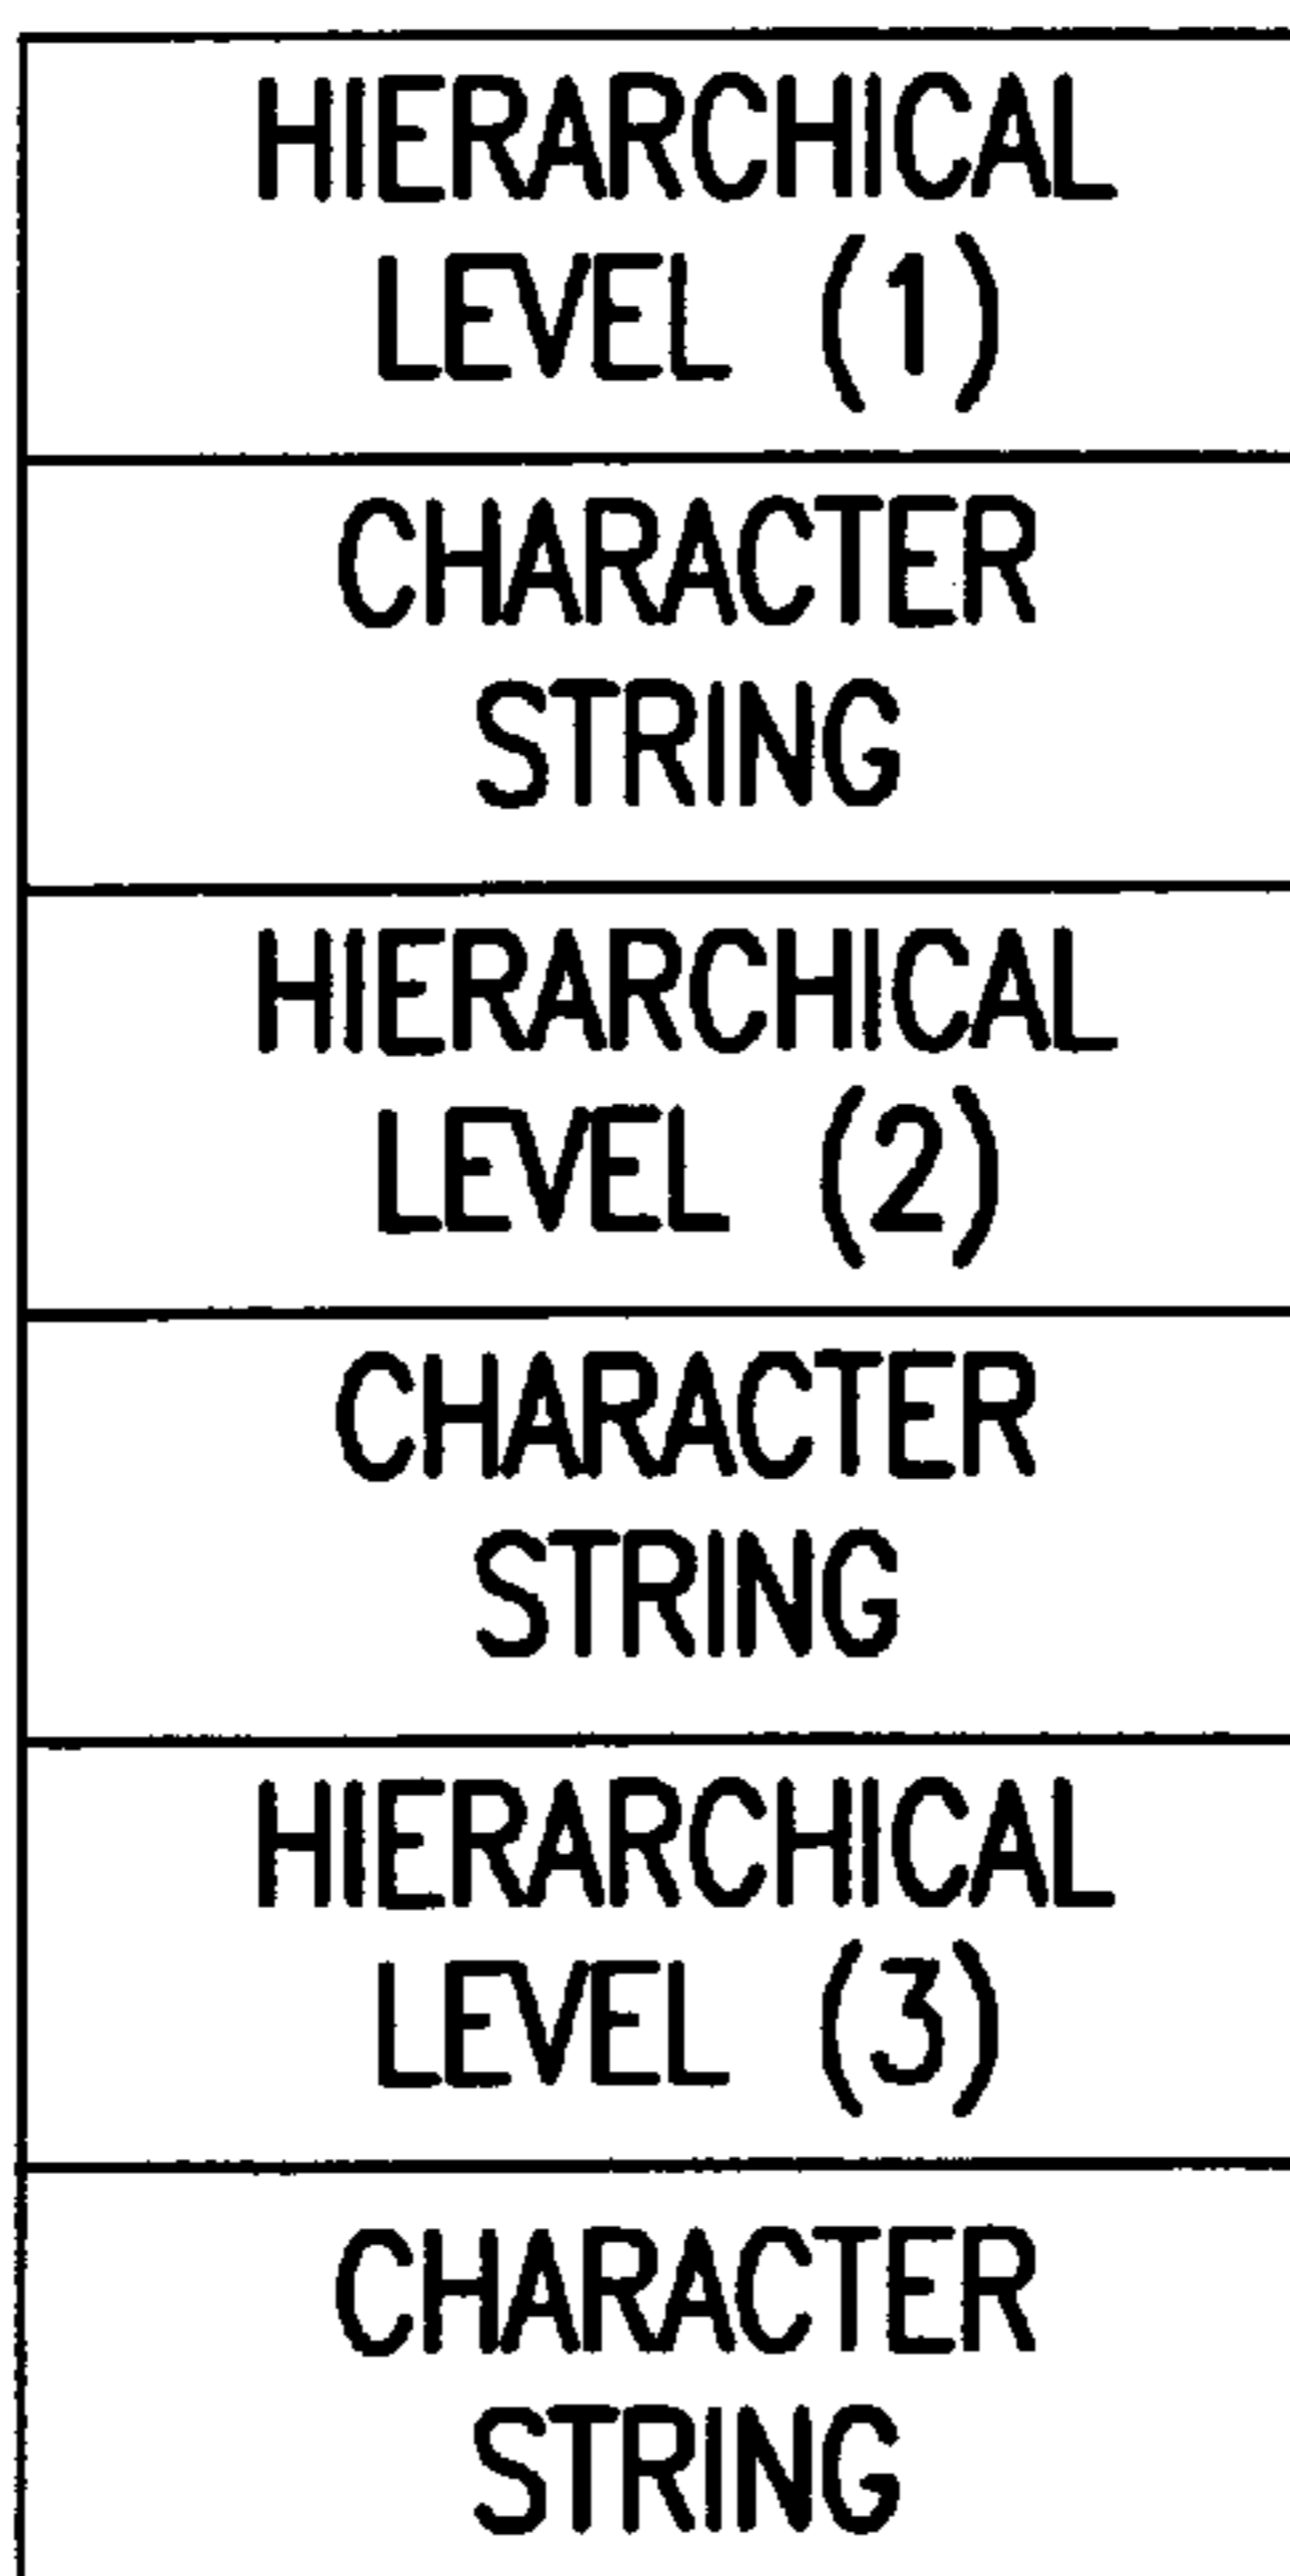 HIERARCHICAL
LEVEL (1)
CHARACTER
STRING
HIERARCHICAL
LEVEL (2)
CHARACTER
STRING
HIERARCHICAL
LEVEL (3)
CHARACTER
STRING